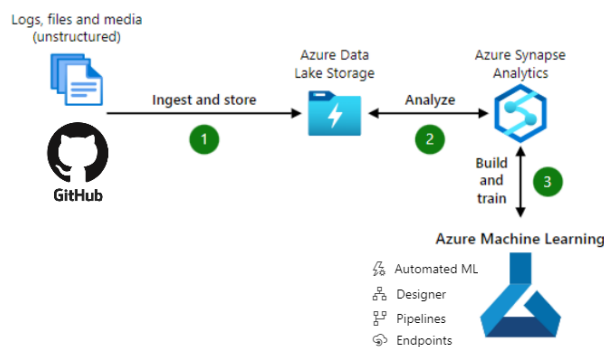 Logs, files and media
(unstructured)
GitHub
Ingest and store
1
Azure Data
Lake Storage
Analyze
2
Azure Synapse
Analytics
Build
and
train
3
Azure Machine Learning
Automated ML
Designer
Pipelines
Endpoints